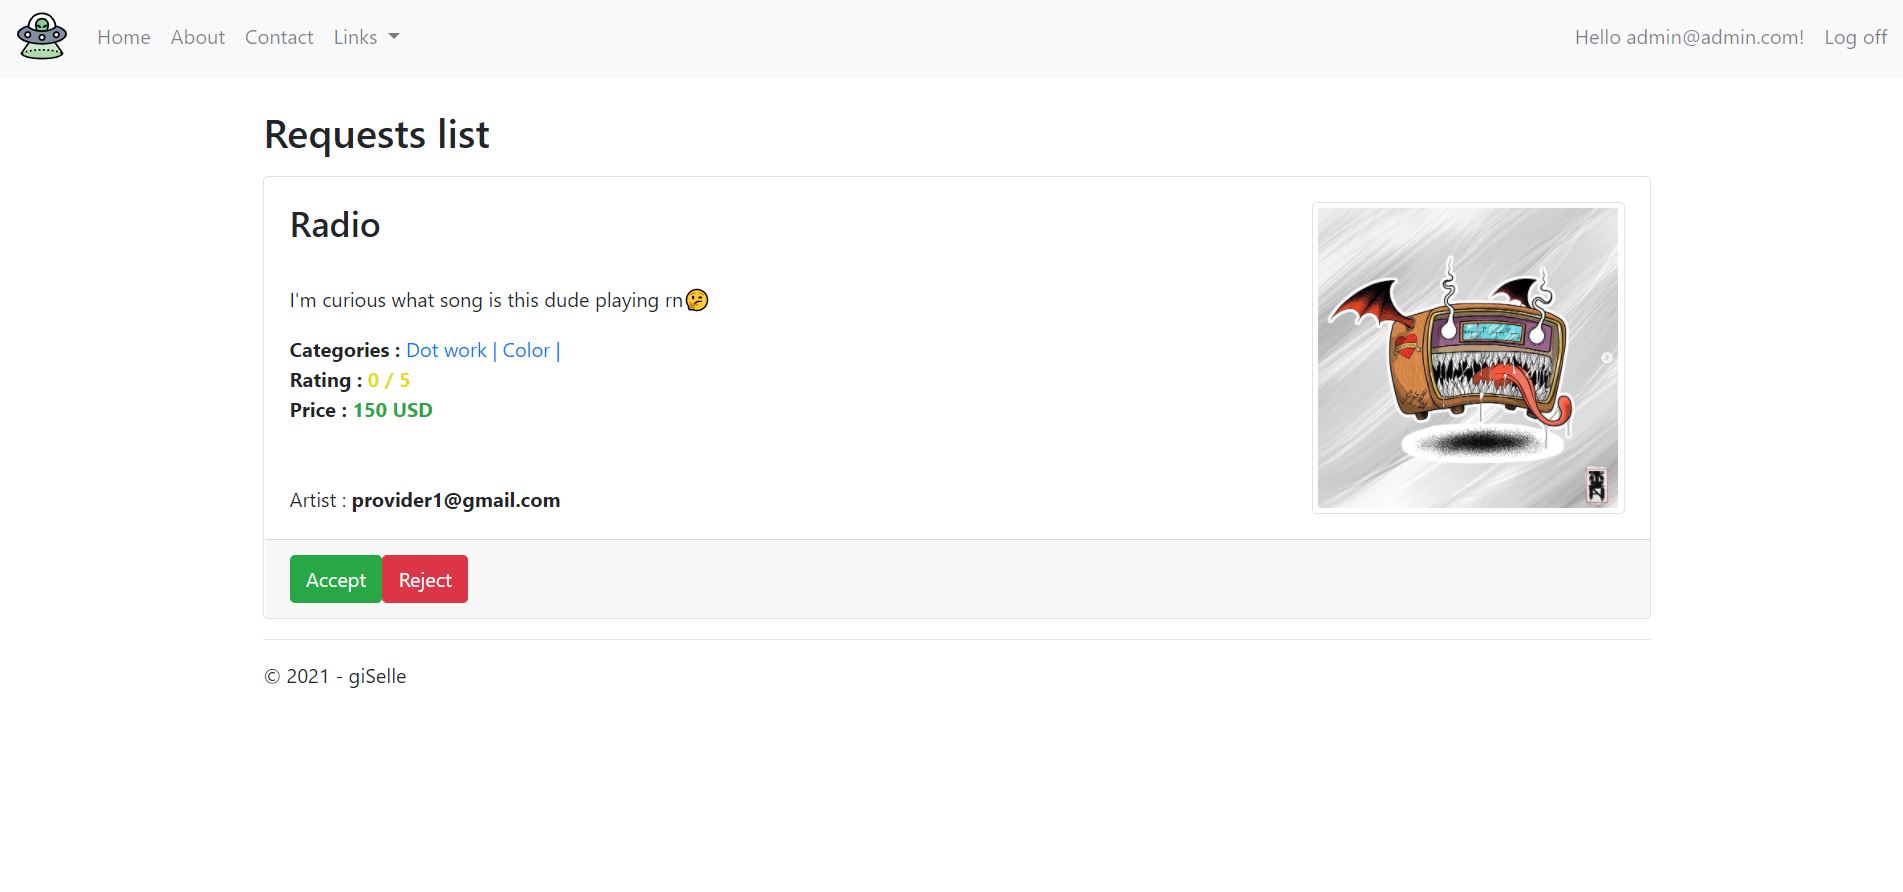 Home About Contact Links
Hello admin@admin.com! Log off
Requests list
Radio
I'm curious what song is this dude playing rn🤔
Categories : Dot work | Color |
Rating : 0 / 5
Price : 150 USD
Artist : provider1@gmail.com
Accept Reject
© 2021 - giSelle